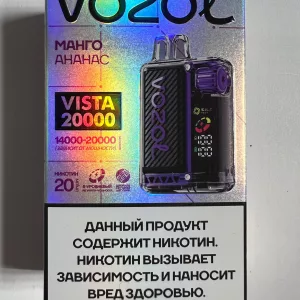 VOZOL
МАНГО
АНАНАС
VISTA
20000
14000-20000
НИКОТИН
20
VOZOL
ДАННЫЙ ПРОДУКТ
СОДЕРЖИТ НИКОТИН.
НИКОТИН ВЫЗЫВАЕТ
ЗАВИСИМОСТЬ И НАНОСИТ
ВРЕД ЗДОРОВЬЮ.